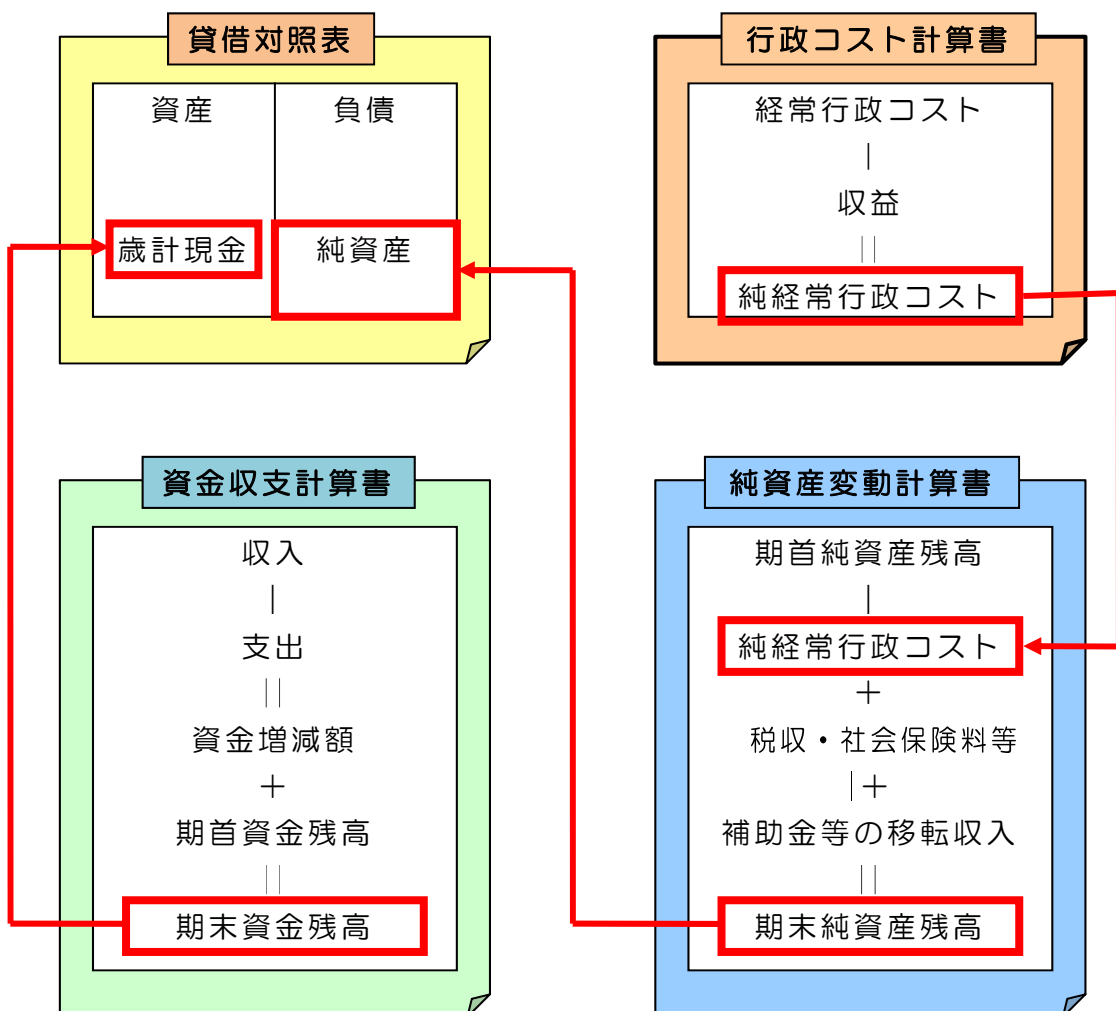 貸借対照表
資産
負債
歳計現金
純資産
行政コスト計算書
経常行政コスト
|
収益
||
純経常行政コスト
資金収支計算書
収入
|
支出
||
資金増減額
+
期首資金残高
||
期末資金残高
純資産変動計算書
期首純資産残高
|
純経常行政コスト
+
税収・社会保険料等
|+
補助金等の移転収入
||
期末純資産残高